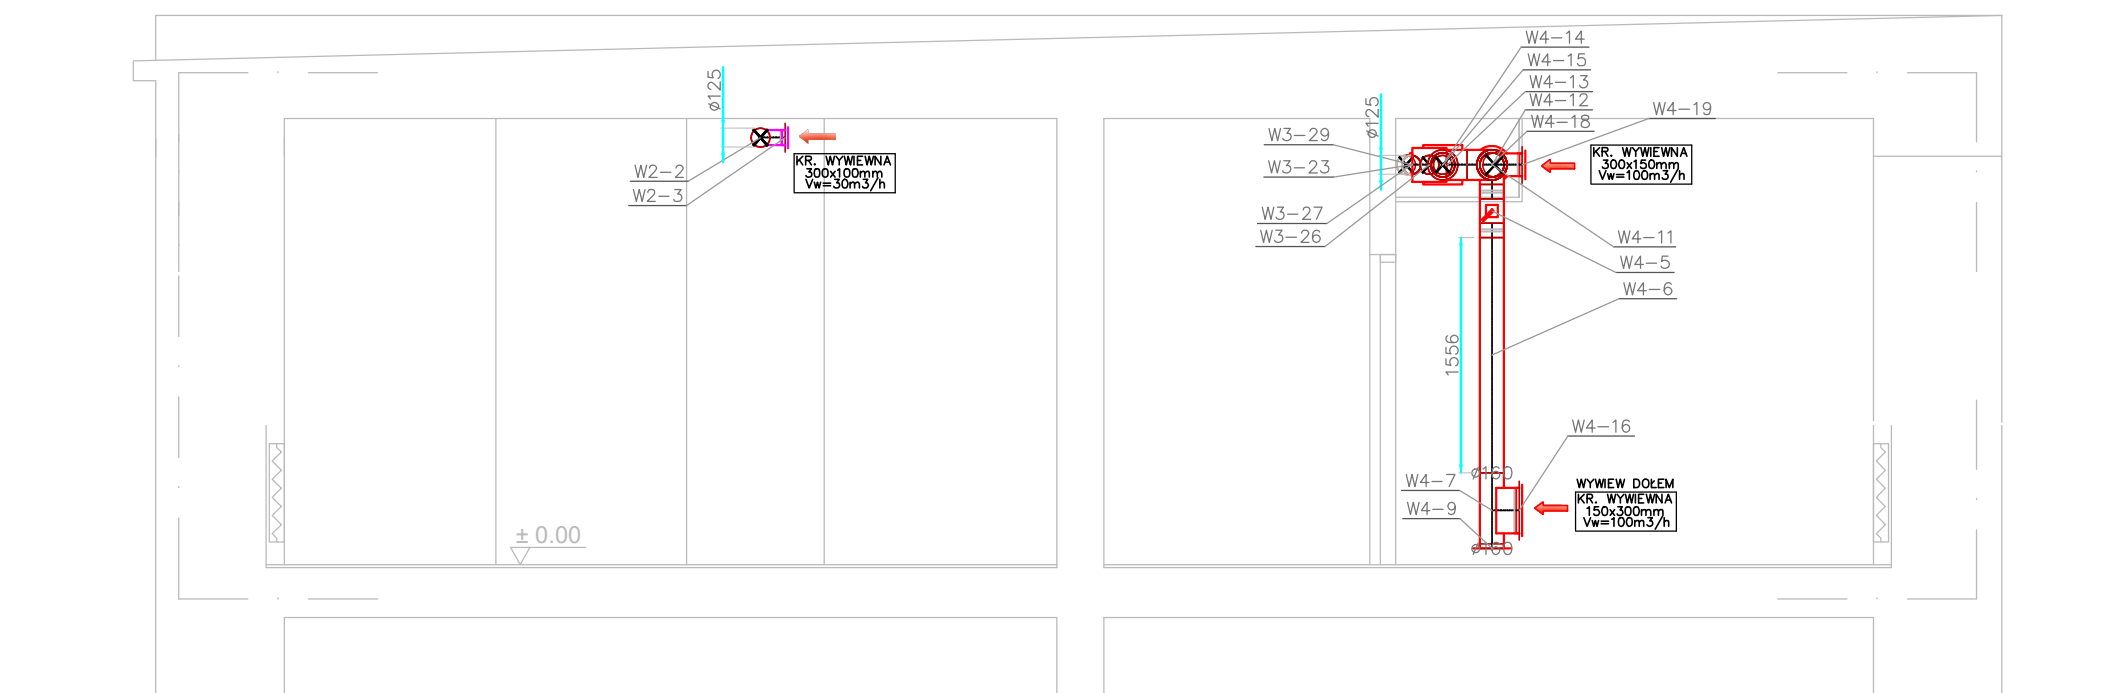 W4-14
W4-15
W4-13
W4-12
W4-19
W4-18
ø125
ø125
W3-29
W3-23
W2-2
W2-3
KR. WYWIEWNA
300x100mm
Vw=30m3/h
KR. WYWIEWNA
300x150mm
Vw=100m3/h
W3-27
W3-26
W4-11
W4-5
W4-6
1556
W4-16
ø160
W4-7
W4-9
WYWIEW DOŁEM
KR. WYWIEWNA
150x300mm
Vw=100m3/h
± 0.00
ø160